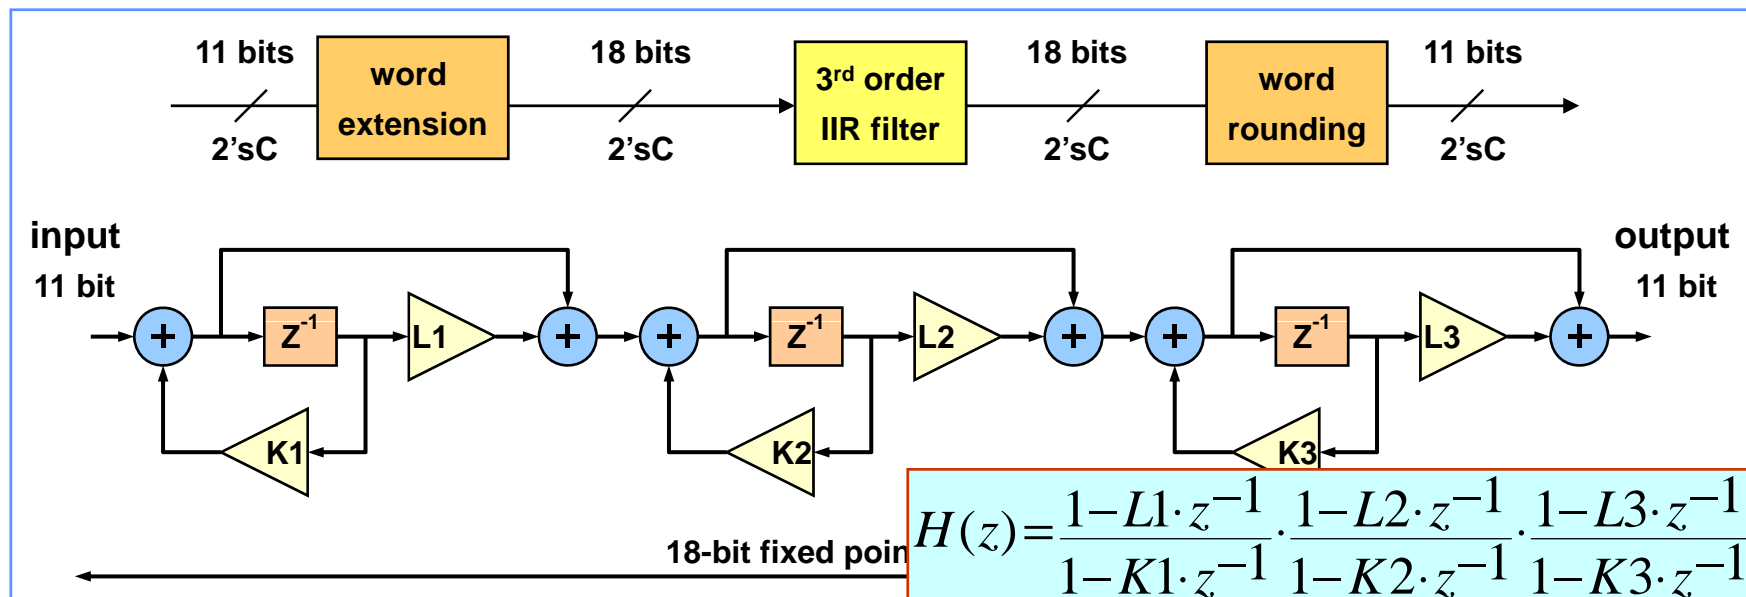 11 bits
word
extension
2'sC
18 bits
2'sC
3rd order
IIR filter
18 bits
2'sC
word
rounding
11 bits
2'sC
input
11 bit
output
11 bit
+
Z-1
L1
+
+
Z-1
L2
+
+
Z-1
L3
+
K1
K2
K3
18-bit fixed poin
H(z)=1−L1·z−1/1−K1·z−1·1−L2·z−1/1−K2·z−1·1−L3·z−1/1−K3·z−1